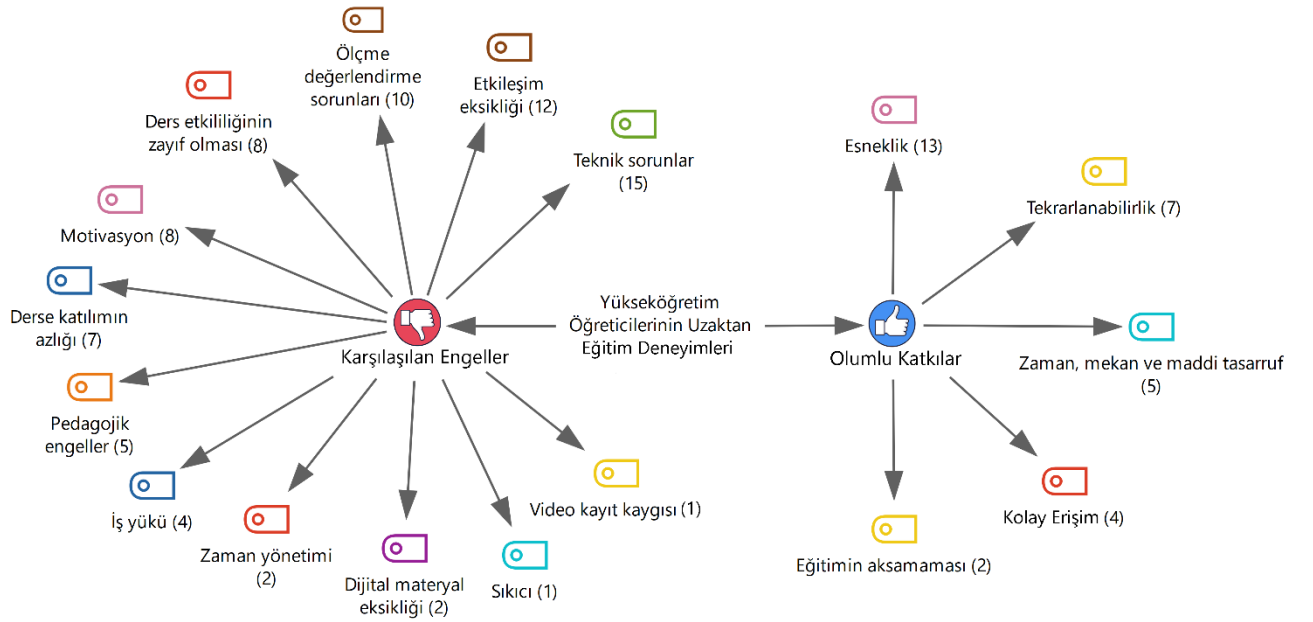 Ölçme
değerlendirme
sorunları (10)
Etkileşim
eksikliği (12)
Ders etkililiğinin
zayıf olması (8)
Teknik sorunlar
(15)
Motivasyon (8)
Derse katılımın
azlığı (7)
Pedagojik
engeller (5)
İş yükü (4)
Zaman yönetimi
(2)
Dijital materyal
eksikliği (2)
Sıkıcı (1)
Video kayıt kaygısı (1)
Karşılaşılan Engeller
Yükseköğretim
Öğreticilerinin Uzaktan
Eğitim Deneyimleri
Olumlu Katkılar
Esneklik (13)
Tekrarlanabilirlik (7)
Zaman, mekan ve maddi tasarruf
(5)
Kolay Erişim (4)
Eğitimin aksamaması (2)